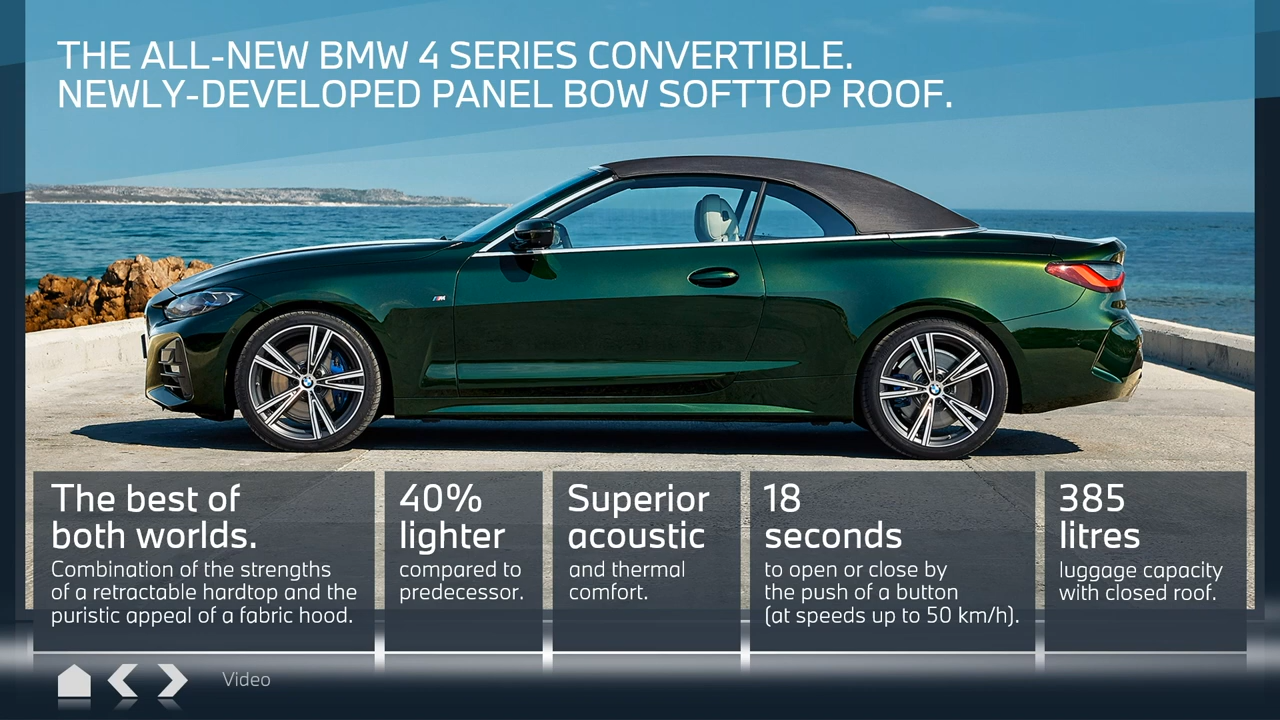 THE ALL-NEW BMW 4 SERIES CONVERTIBLE.
NEWLY-DEVELOPED PANEL BOW SOFTTOP ROOF.
The best of
both worlds.
Combination of the strengths
of a retractable hardtop and the
puristic appeal of a fabric hood.
40%
lighter
compared to
predecessor.
Superior
acoustic
and thermal
comfort.
18
seconds
to open or close by
the push of a button
(at speeds up to 50 km/h).
385
litres
luggage capacity
with closed roof.
Video